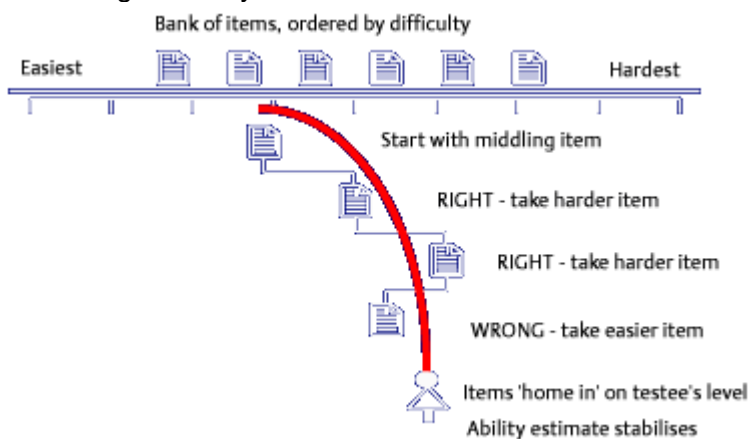 Bank of items, ordered by difficulty
Easiest
Hardest
Start with middling item
RIGHT - take harder item
RIGHT - take harder item
WRONG - take easier item
Items 'home in' on testee's level
Ability estimate stabilises